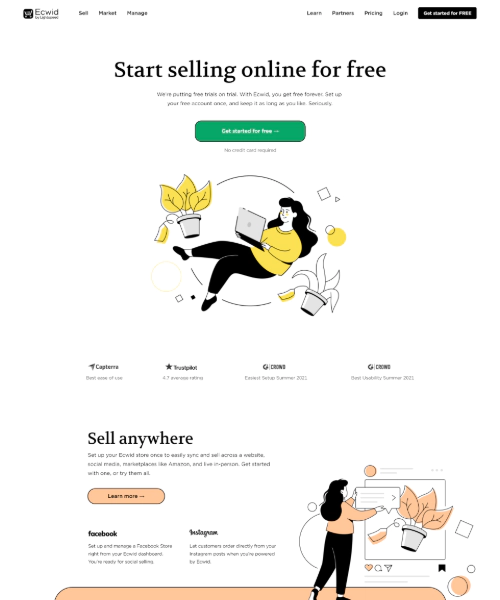 Ecwid
by Lightspeed
Sell Market Manage
Learn Partners Pricing Login Get started for FREE
Start selling online for free
We're putting free trials on trial. With Ecwid, you get free forever. Set up
your free account once, and keep it as long as you like. Seriously.
Get started for free →
No credit card required
Capterra Trustpilot CROWD CROWD
Best ease of use 4.7 average rating Easiest Setup Summer 2021 Best Usability Summer 2021
Sell anywhere
Set up your Ecwid store once to easily sync and sell across a website,
social media, marketplaces like Amazon, and live in-person. Get started
with one, or try them all.
Learn more →
facebook Instagram
Set up and manage a Facebook Store
right from your Ecwid dashboard.
You're ready for social selling.
Let customers order directly from your
Instagram posts when you're powered
by Ecwid.